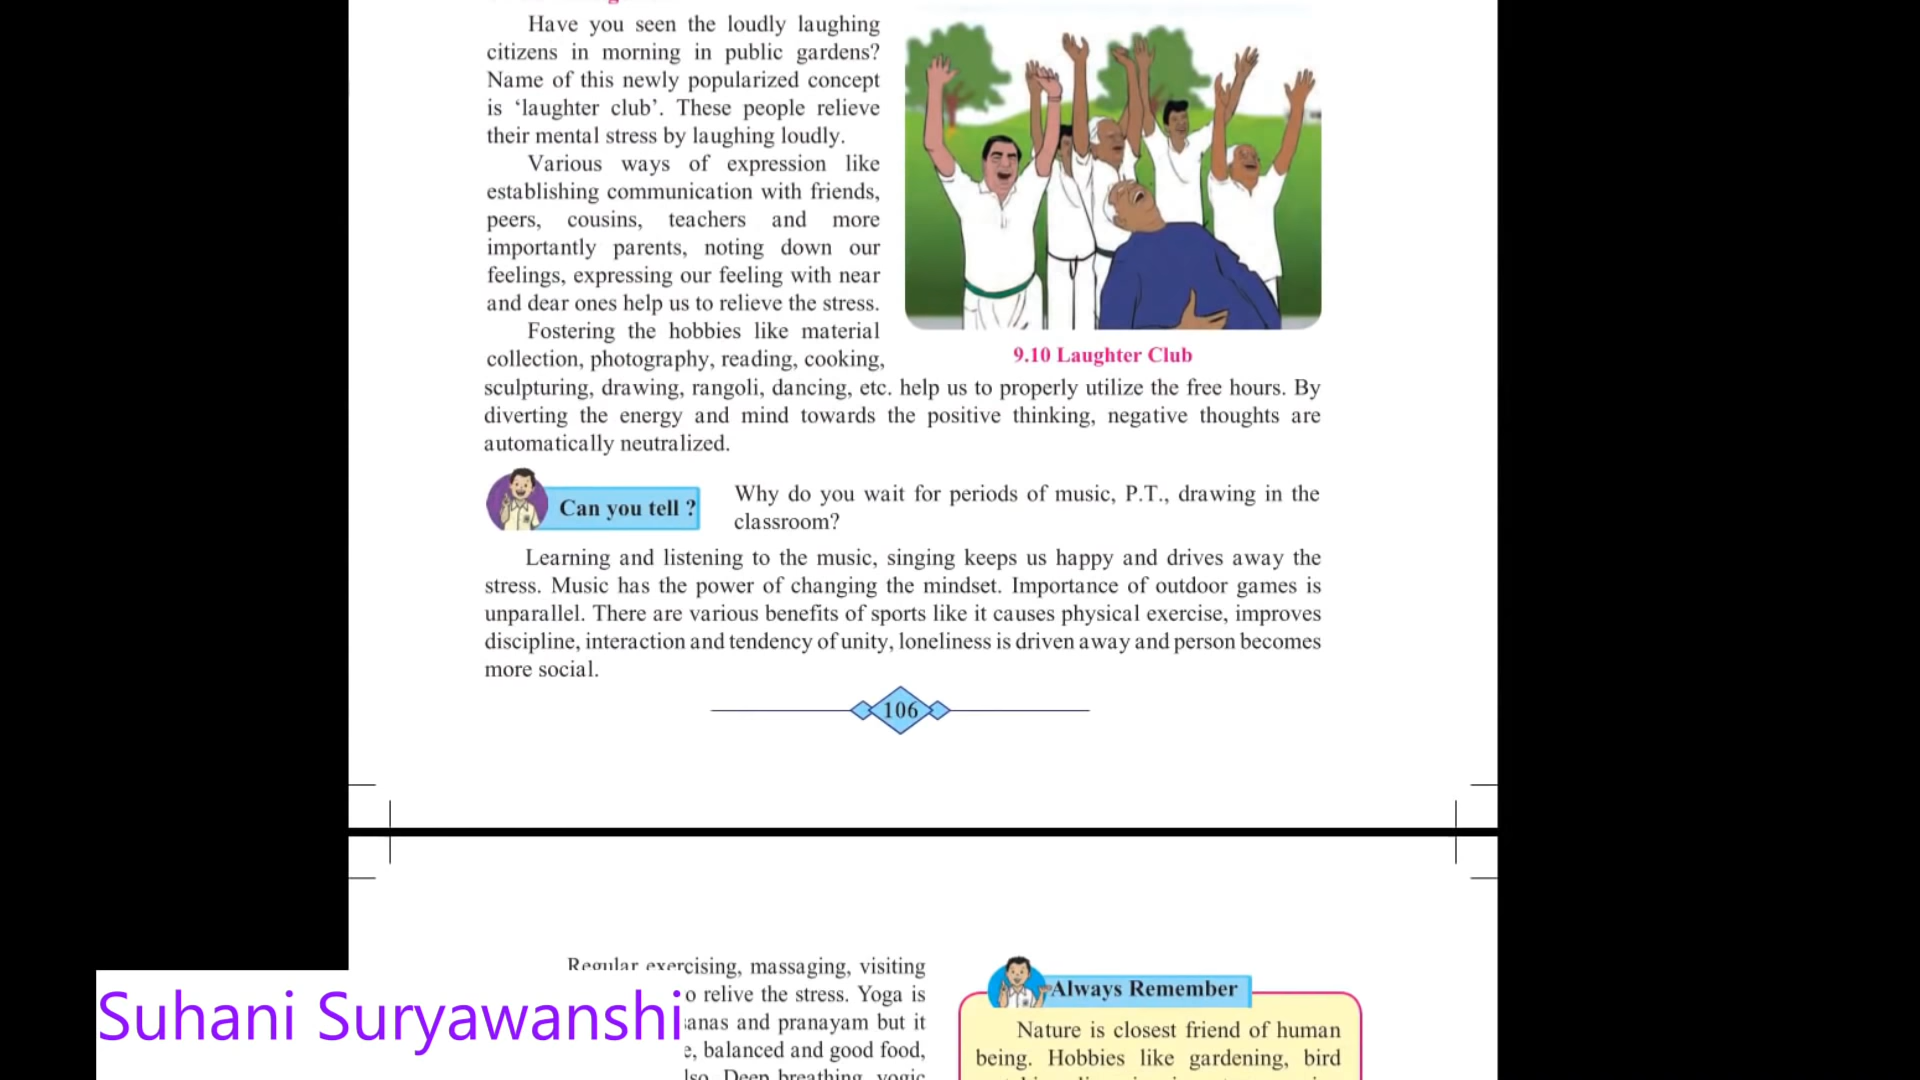 Have you seen the loudly laughing
citizens in morning in public gardens?
Name of this newly popularized concept
is ‘laughter club’. These people relieve
their mental stress by laughing loudly.
Various ways of expression like
establishing communication with friends,
peers, cousins, teachers and more
importantly parents, noting down our
feelings, expressing our feeling with near
and dear ones help us to relieve the stress.
Fostering the hobbies like material
collection, photography, reading, cooking,
9.10 Laughter Club
sculpturing, drawing, rangoli, dancing, etc. help us to properly utilize the free hours. By
diverting the energy and mind towards the positive thinking, negative thoughts are
automatically neutralized.
Can you tell ?
Why do you wait for periods of music, P.T., drawing in the
classroom?
Learning and listening to the music, singing keeps us happy and drives away the
stress. Music has the power of changing the mindset. Importance of outdoor games is
unparallel. There are various benefits of sports like it causes physical exercise, improves
discipline, interaction and tendency of unity, loneliness is driven away and person becomes
more social.
106
Regular exercising, massaging, visiting
o relive the stress. Yoga is
anas and pranayam but it
e, balanced and good food,
lso. Deep breathing, yogic
Suhani Suryawanshi
Always Remember
Nature is closest friend of human
being. Hobbies like gardening, bird